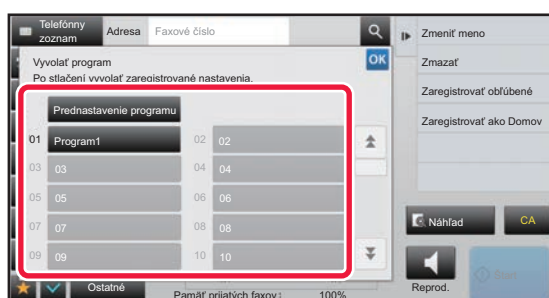 Telefónny zoznam
Adresa
Faxové číslo
Zmeniť meno
Vyvolať program
OK
Po stlačení vyvolať zaregistrované nastavenia.
Zmazať
Zaregistrovať obľúbené
Prednastavenie programu
Zaregistrovať ako Domov
01 Program1
02 02
03 03
04 04
05 05
06 06
07 07
08 08
Náhľad
CA
09 09
10 10
Štart
Ostatné
Pamäť prijatých faxov: 100%
Reprod.